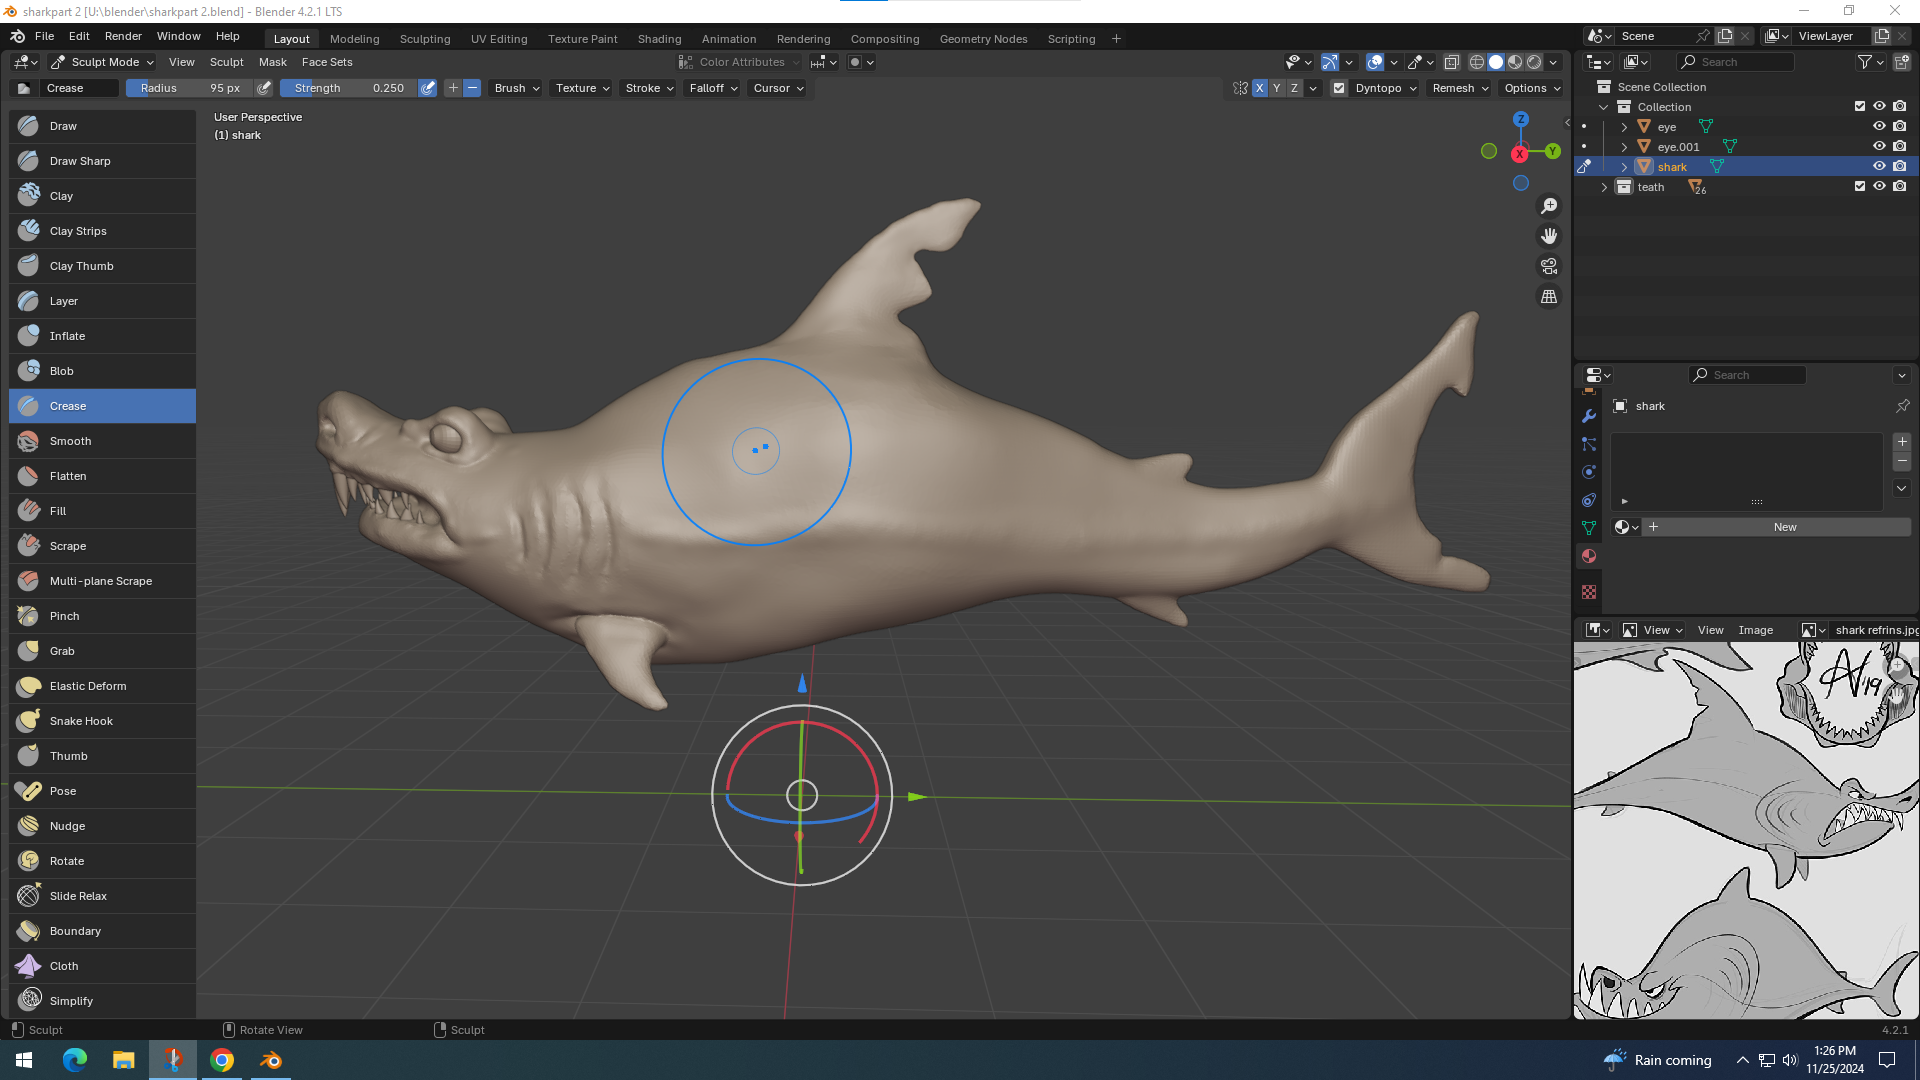 sharkpart 2 [U:\blender\sharkpart 2.blend] - Blender 4.2.1 LTS
File Edit Render Window Help Layout Modeling Sculpting UV Editing Texture Paint Shading Animation Rendering Compositing Geometry Nodes Scripting + Scene ViewLayer
Sculpt Mode View Sculpt Mask Face Sets Color Attributes Search
Crease Radius 95 px Strength 0.250 Brush Texture Stroke Falloff Cursor X Y Z Dyntopo Remesh Options
User Perspective
(1) shark
Z
X
Y
Draw
Draw Sharp
Clay
Clay Strips
Clay Thumb
Layer
Inflate
Blob
Crease
Smooth
Flatten
Fill
Scrape
Multi-plane Scrape
Pinch
Grab
Elastic Deform
Snake Hook
Thumb
Pose
Nudge
Rotate
Slide Relax
Boundary
Cloth
Simplify
Scene Collection
Collection
eye
eye.001
shark
teath 26
Search
shark
New
View View Image shark refrins.jpg
Sculpt Rotate View Sculpt 4.2.1
Rain coming
1:26 PM
11/25/2024